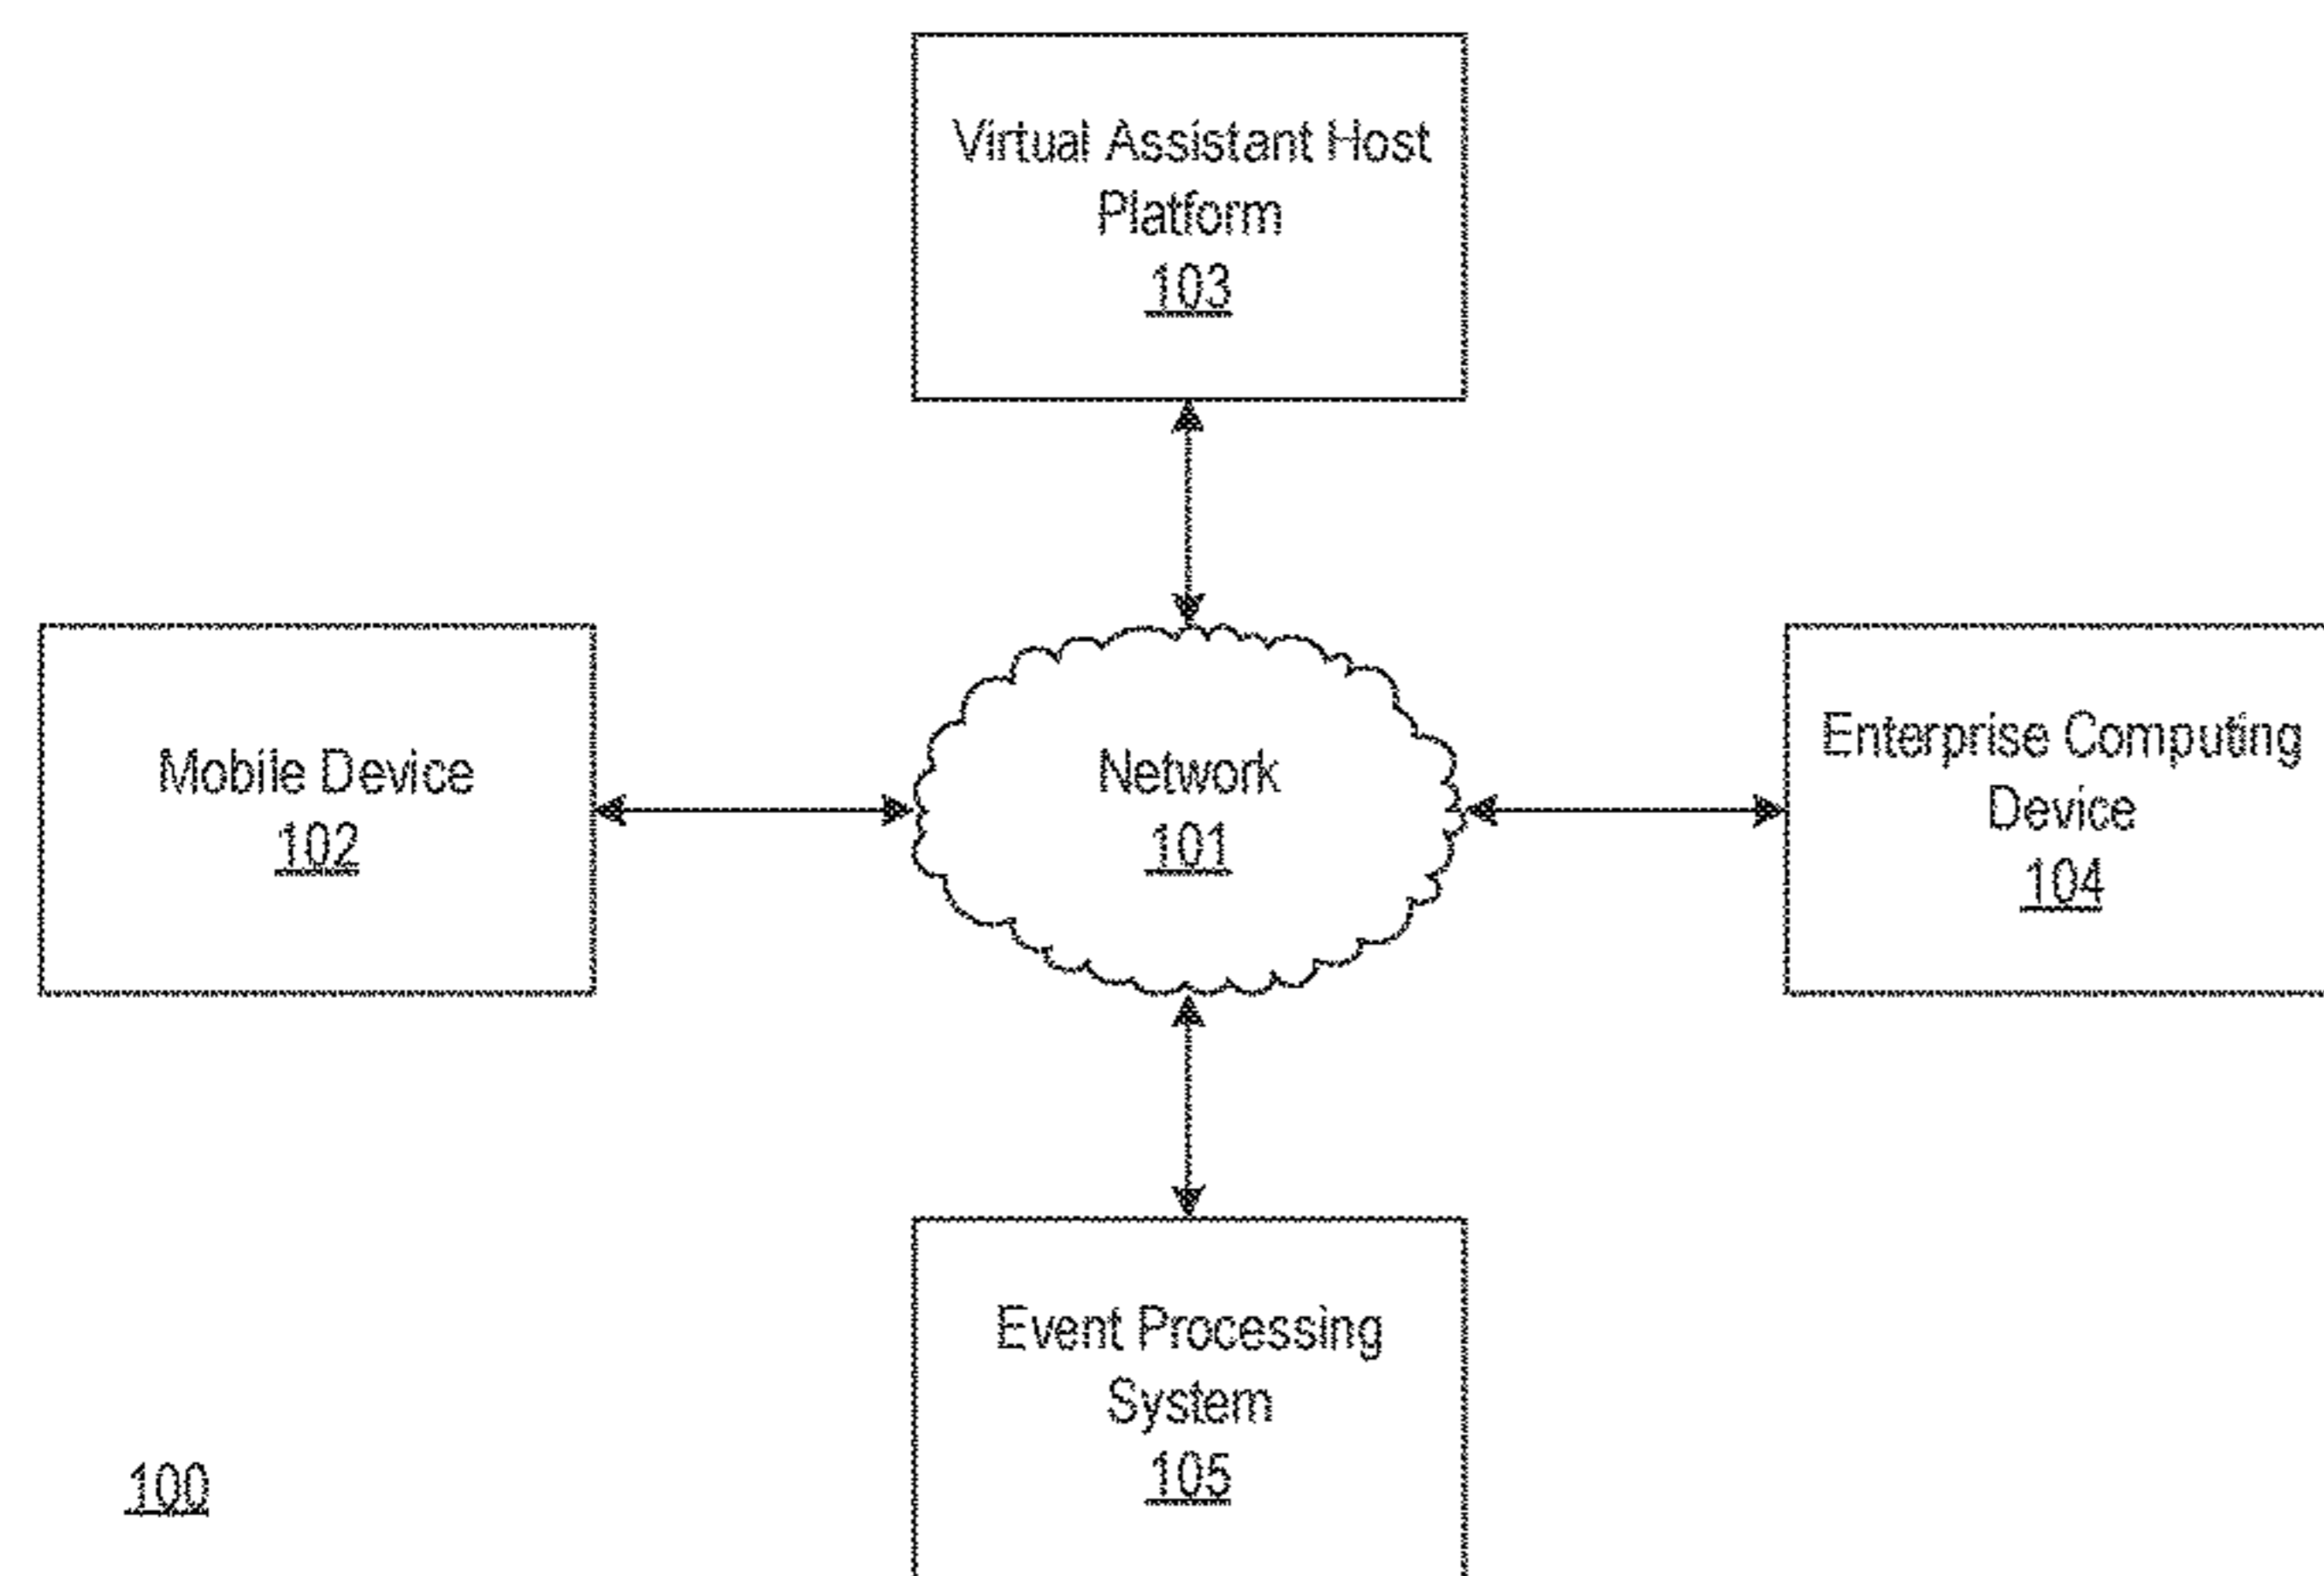 Virtual Assistant Host
Platform
103
Mobile Device
102
Network
101
Enterprise Computing
Device
104
Event Processing
System
105
100